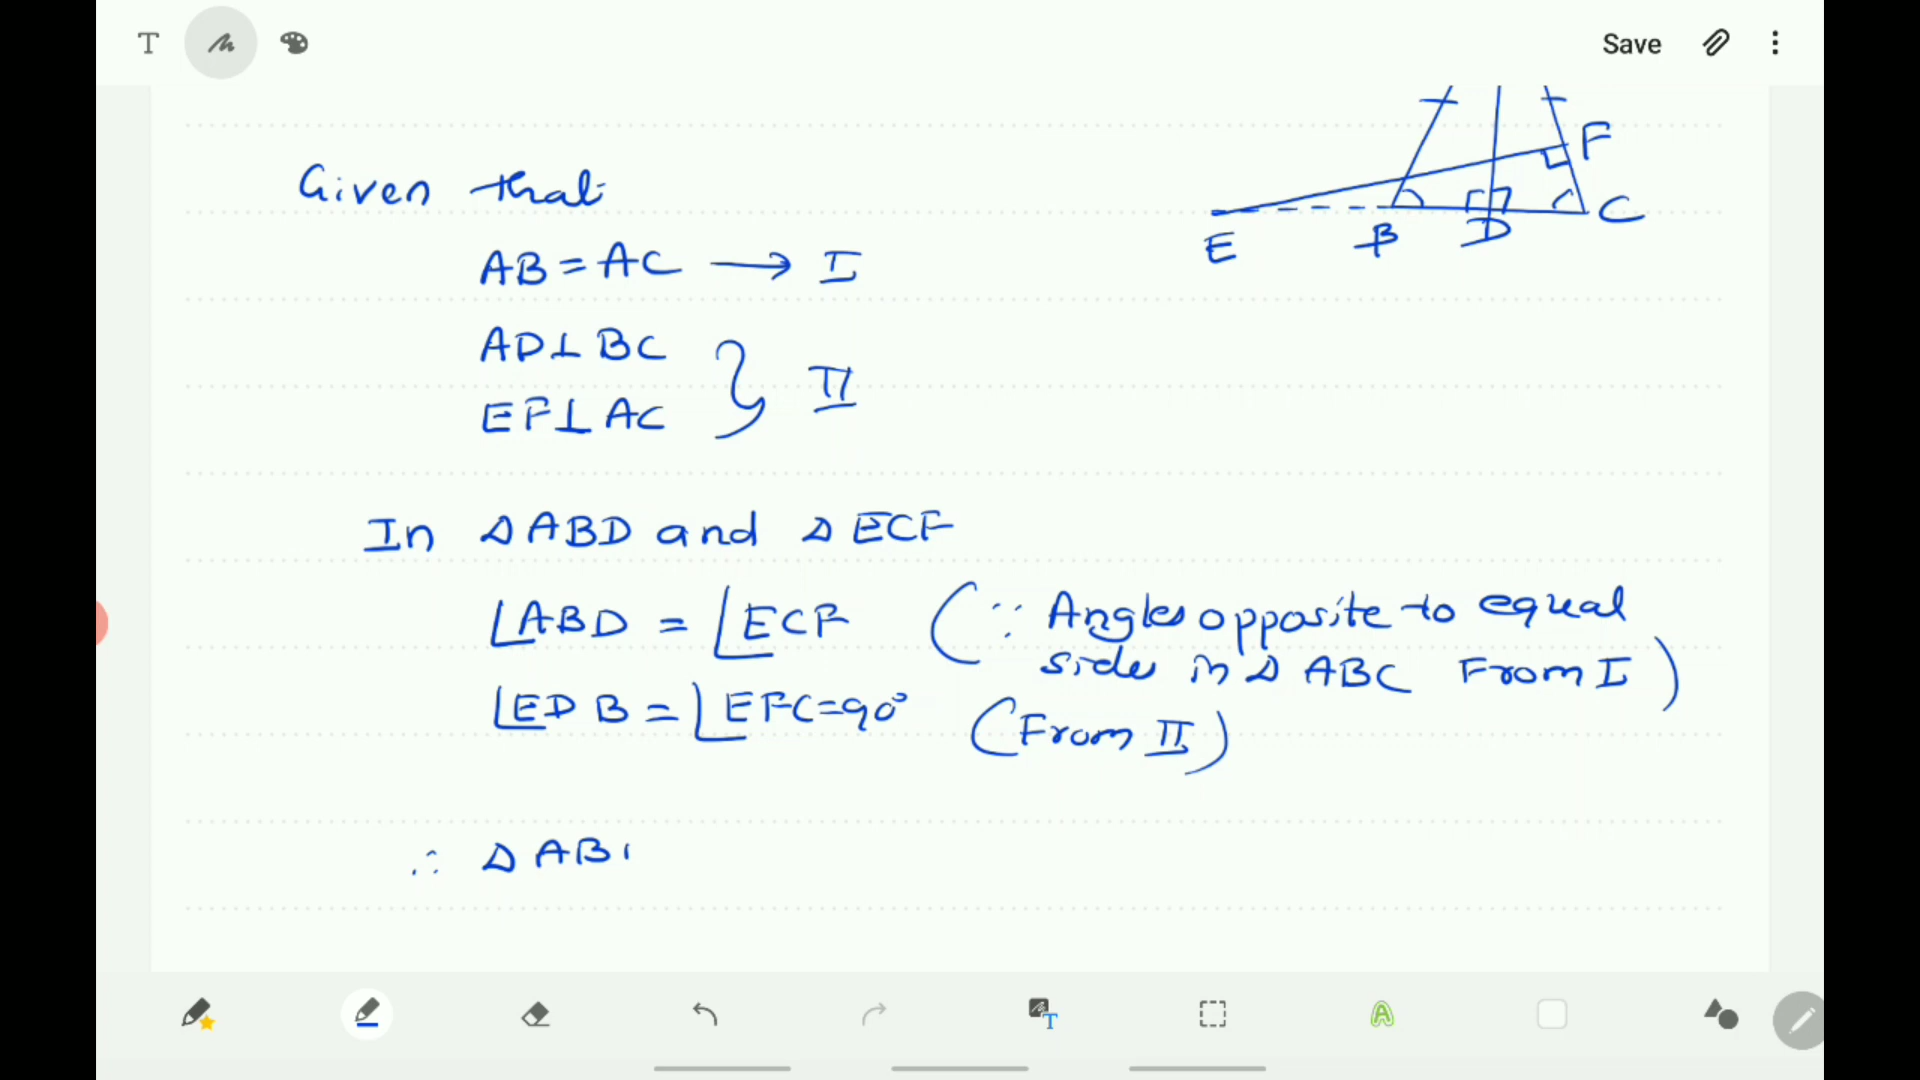 Save
F
Given that
E B D C
AB = AC ⟶ I
AD ⊥ BC
EF ⊥ AC } II
In △ ABD and △ ECF
∠ABD = ∠ECF (∵ Angles opposite to equal
sides in △ ABC From I)
∠EDB = ∠EFC = 90° (From II)
∴ △ AB